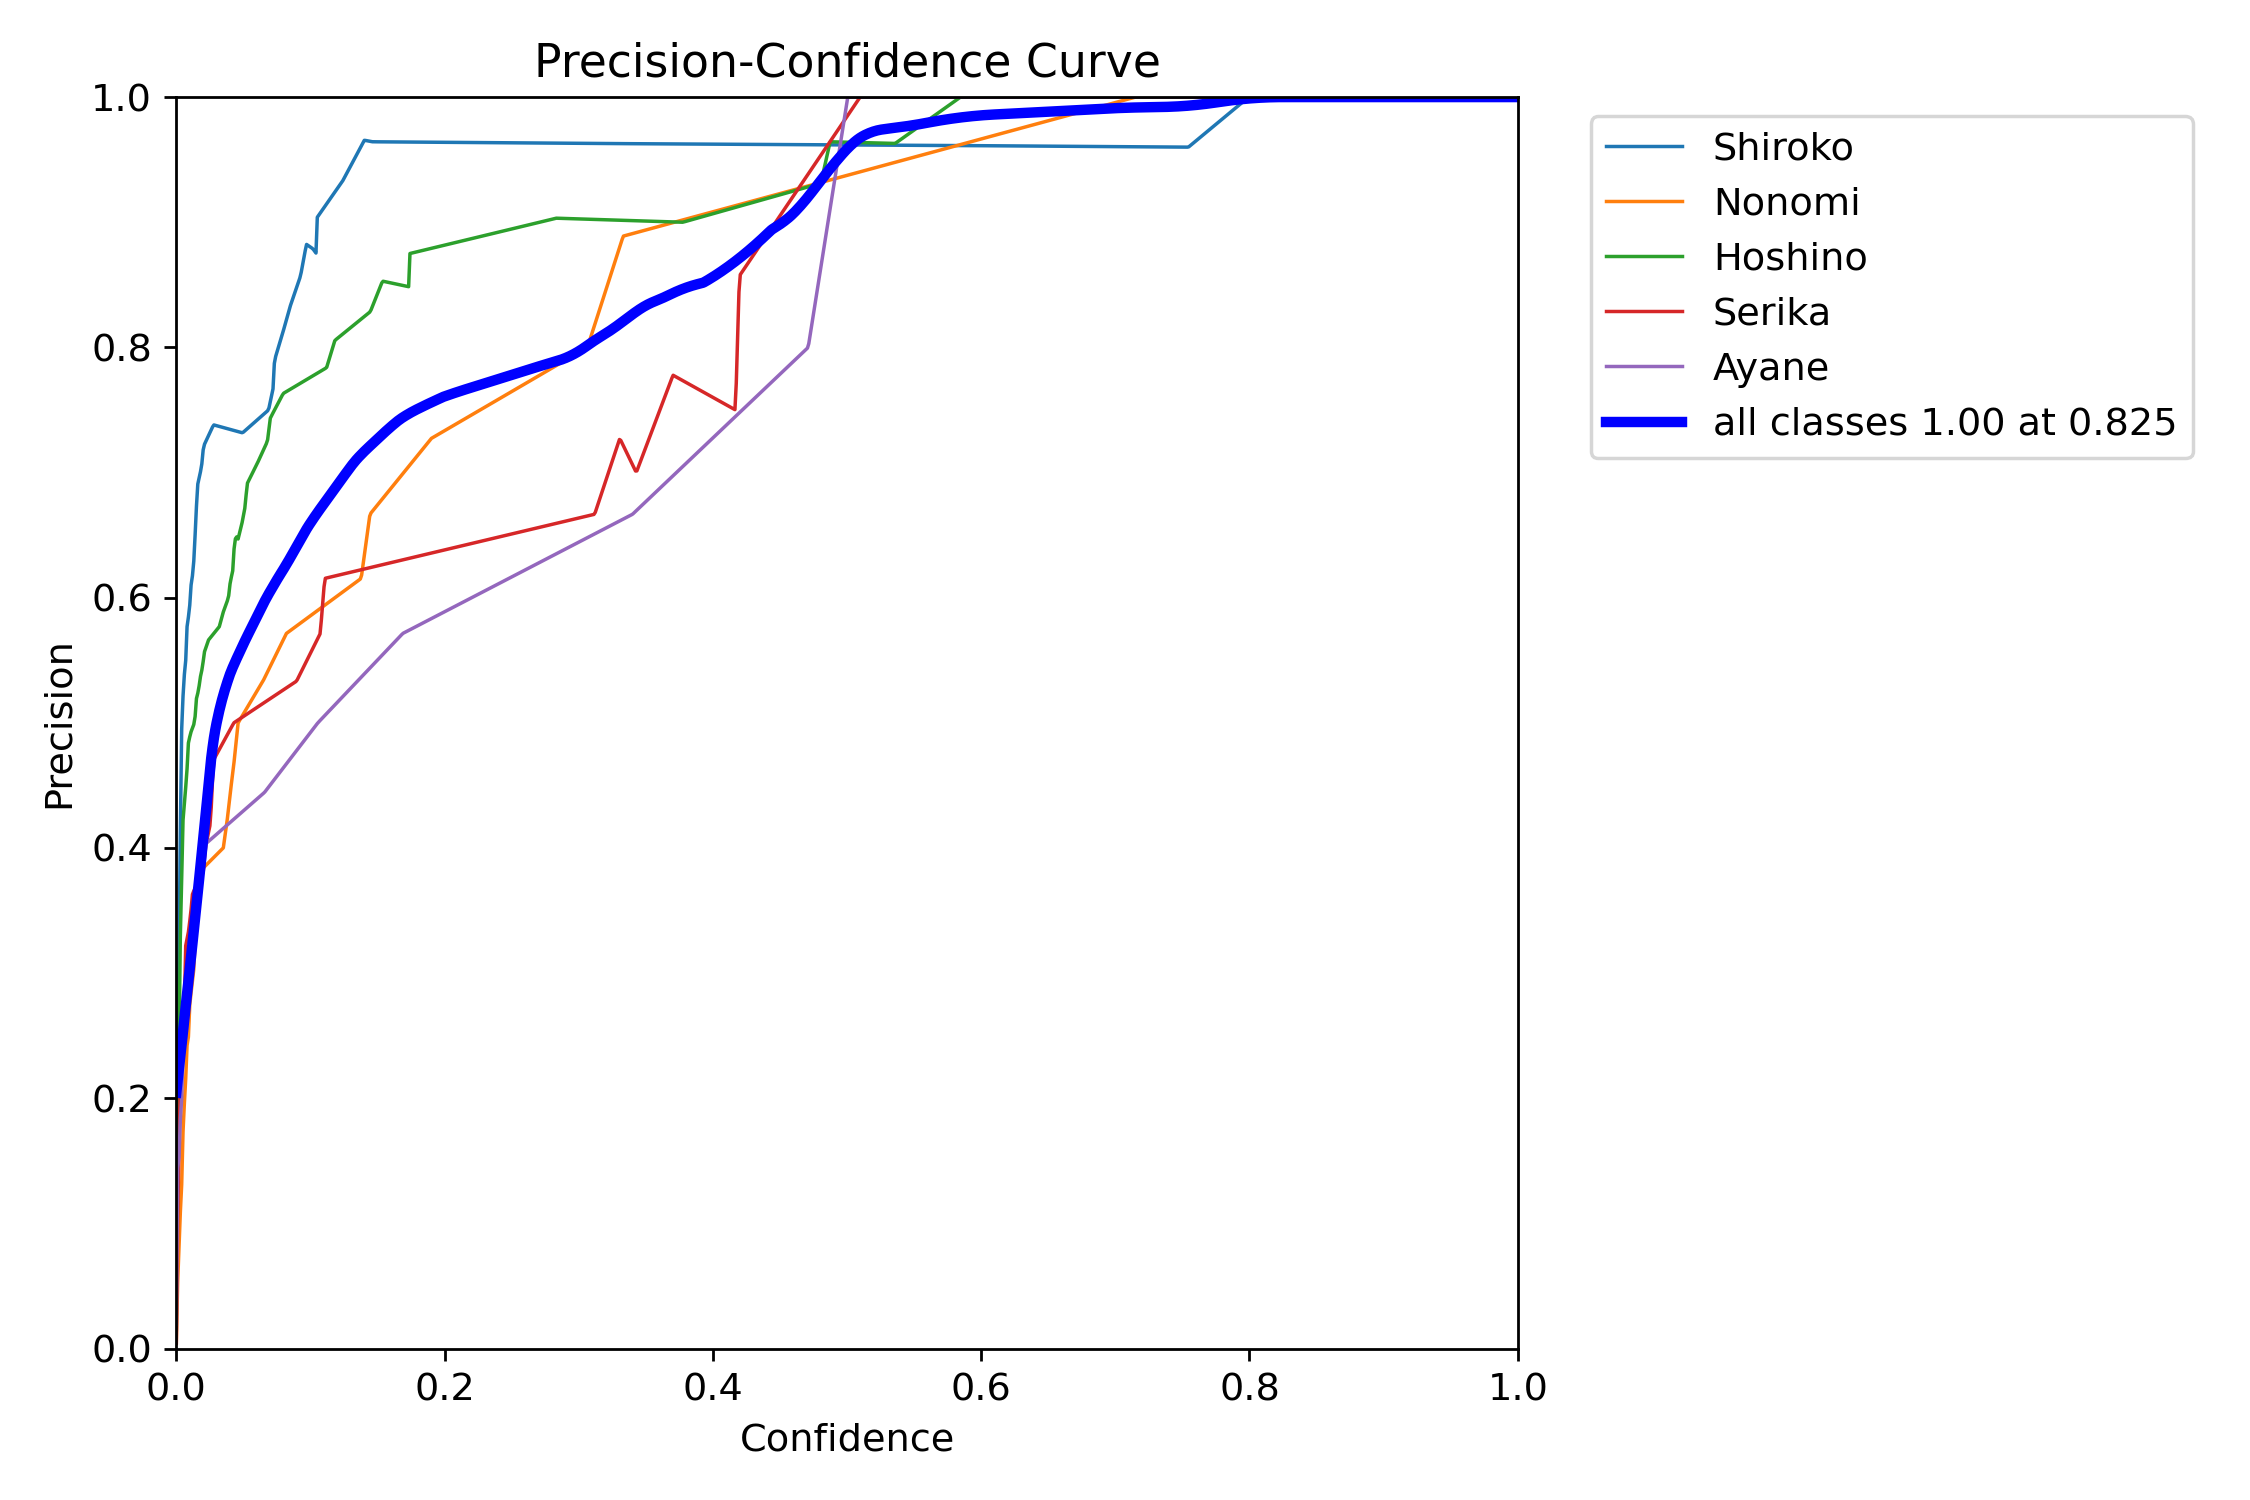 Precision-Confidence Curve
1.0
0.8
0.6
0.4
0.2
0.0
Precision
0.0 0.2 0.4 0.6 0.8 1.0
Confidence
Shiroko
Nonomi
Hoshino
Serika
Ayane
all classes 1.00 at 0.825